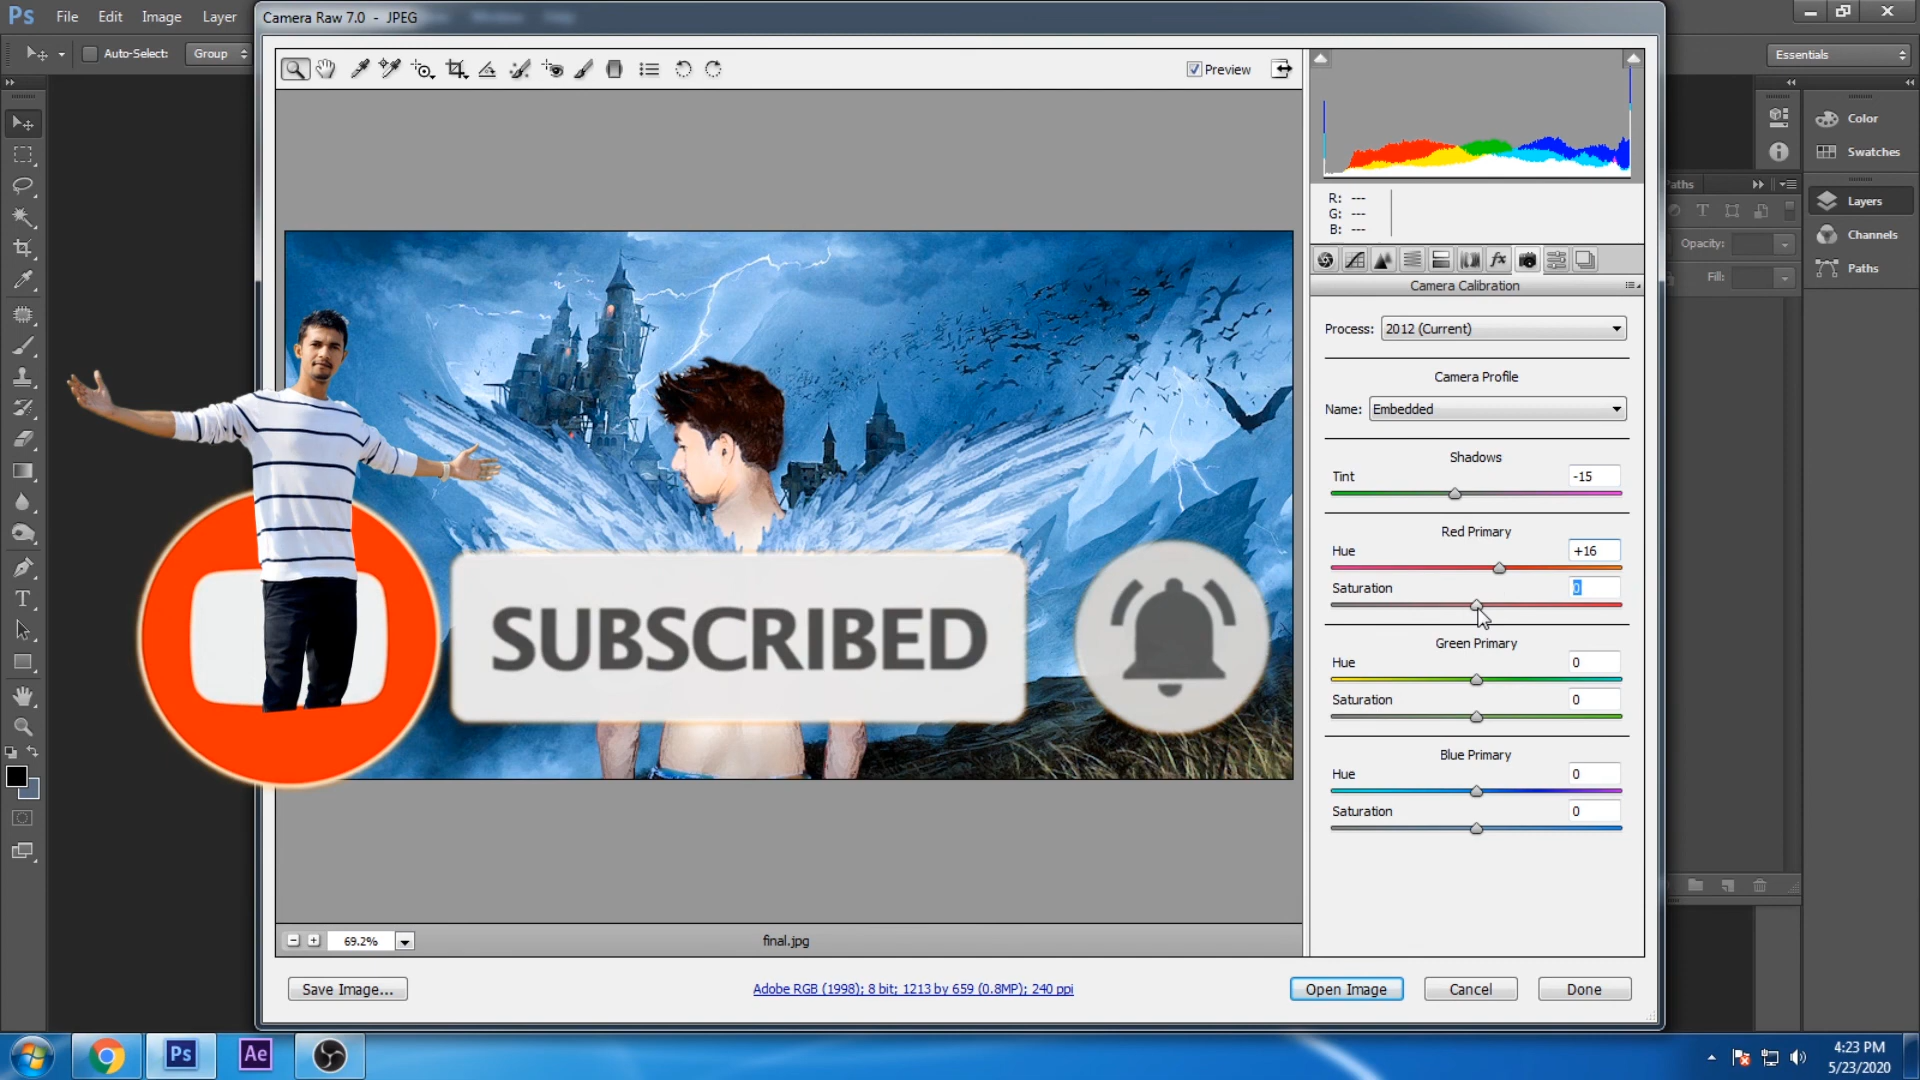 Ps File Edit Image Layer
Camera Raw 7.0 - JPEG
Auto-Select: Group
Essentials
Preview
R: ---
G: ---
B: ---
Color
Swatches
Layers
Channels
Paths
Paths
Opacity:
Fill:
Camera Calibration
Process: 2012 (Current)
Camera Profile
Name: Embedded
Shadows
Tint -15
Red Primary
Hue +16
Saturation 0
Green Primary
Hue 0
Saturation 0
Blue Primary
Hue 0
Saturation 0
SUBSCRIBED
69.2%
final.jpg
Save Image...
Adobe RGB (1998); 8 bit; 1213 by 659 (0.8MP); 240 ppi
Open Image
Cancel
Done
Ps
Ae
4:23 PM
5/23/2020